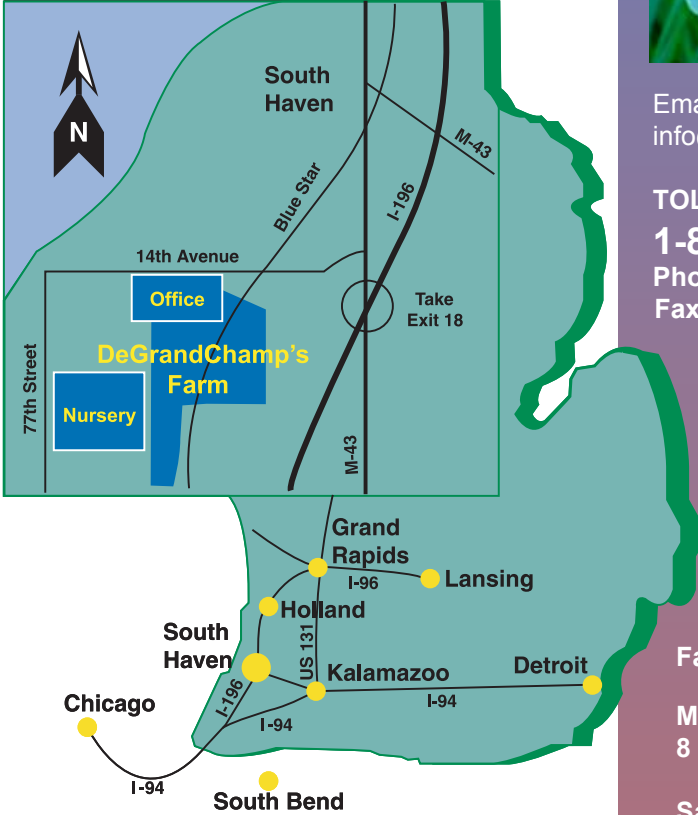 South
Haven
N
M-43
Blue Star
I-196
14th Avenue
Office
Take
Exit 18
DeGrandChamp's
Farm
77th Street
Nursery
M-43
Grand
Rapids
I-96
Lansing
Holland
South
Haven
US 131
Kalamazoo
Detroit
I-196
I-94
Chicago
I-94
I-94
South Bend